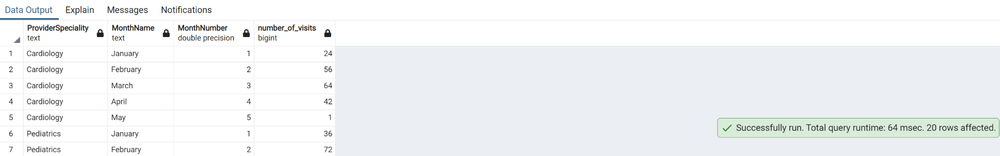 Data Output Explain Messages Notifications
ProviderSpeciality MonthName MonthNumber number_of_visits
text text double precision bigint
1 Cardiology January 1 24
2 Cardiology February 2 56
3 Cardiology March 3 64
4 Cardiology April 4 42
5 Cardiology May 5 1
Successfully run. Total query runtime: 64 msec. 20 rows affected.
6 Pediatrics January 1 36
7 Pediatrics February 2 72